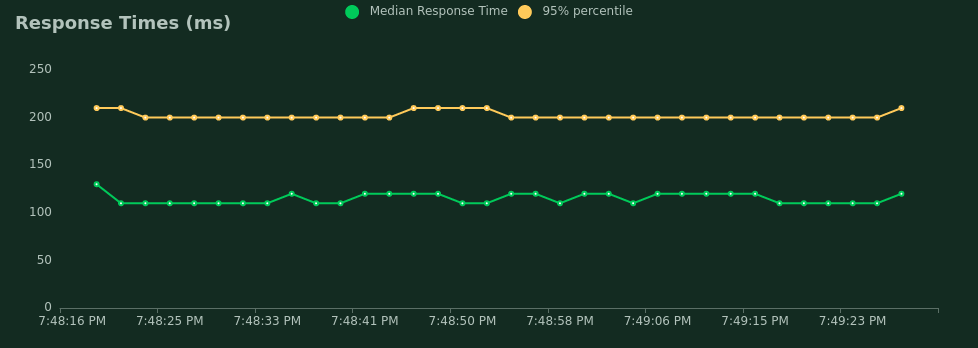 Response Times (ms)
Median Response Time
95% percentile
250
200
150
100
50
0
7:48:16 PM
7:48:25 PM
7:48:33 PM
7:48:41 PM
7:48:50 PM
7:48:58 PM
7:49:06 PM
7:49:15 PM
7:49:23 PM